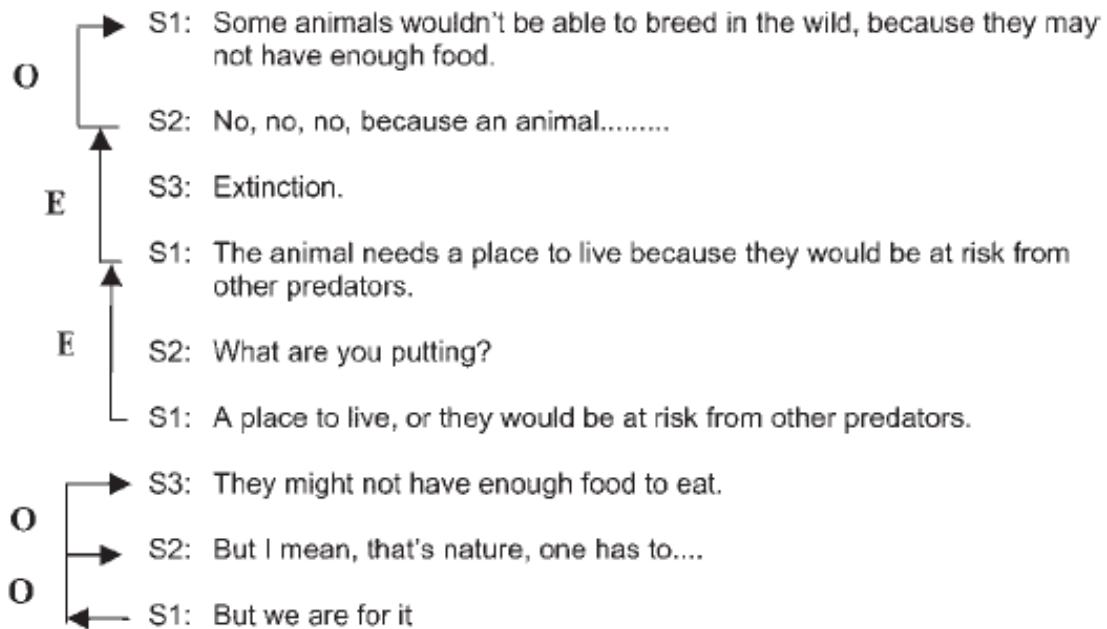 S1: Some animals wouldn't be able to breed in the wild, because they may
not have enough food.
O
S2: No, no, no, because an animal.........
S3: Extinction.
E
S1: The animal needs a place to live because they would be at risk from
other predators.
E
S2: What are you putting?
S1: A place to live, or they would be at risk from other predators.
S3: They might not have enough food to eat.
O
S2: But I mean, that's nature, one has to....
O
S1: But we are for it